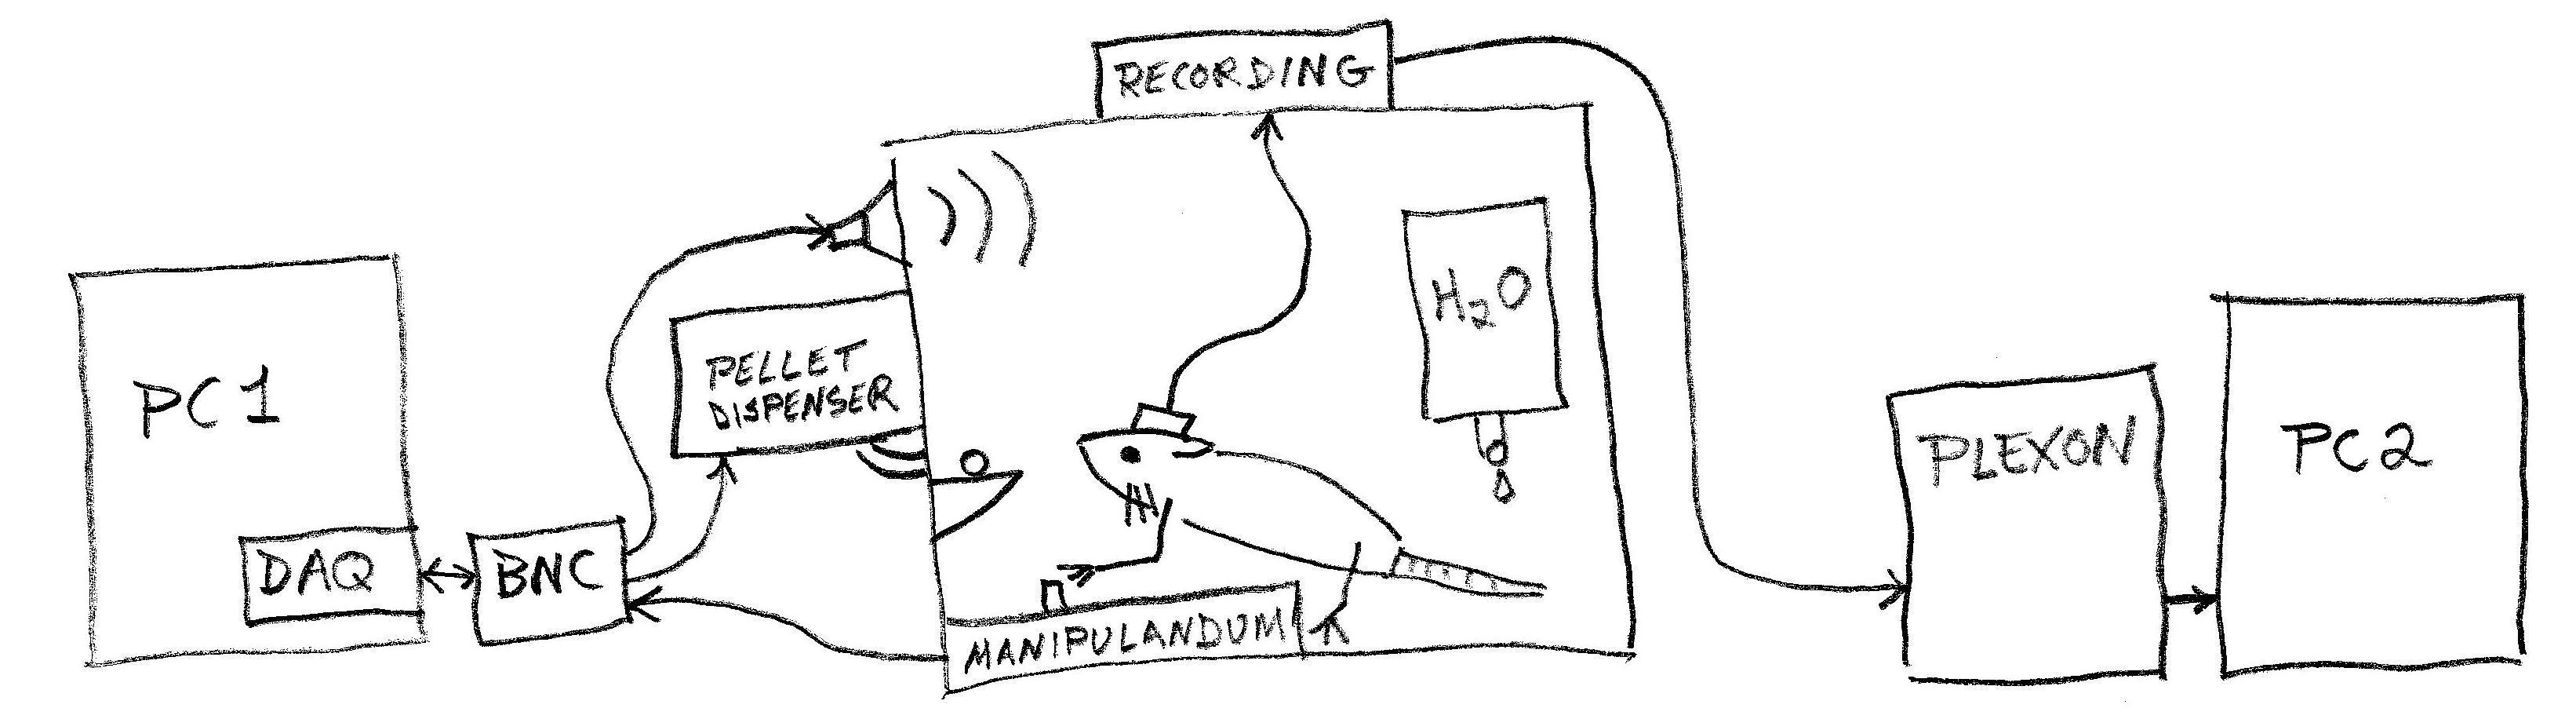 RECORDING
H2O
PC1
PELLET
DISPENSER
DAQ
BNC
MANIPULANDUM
PLEXON
PC2